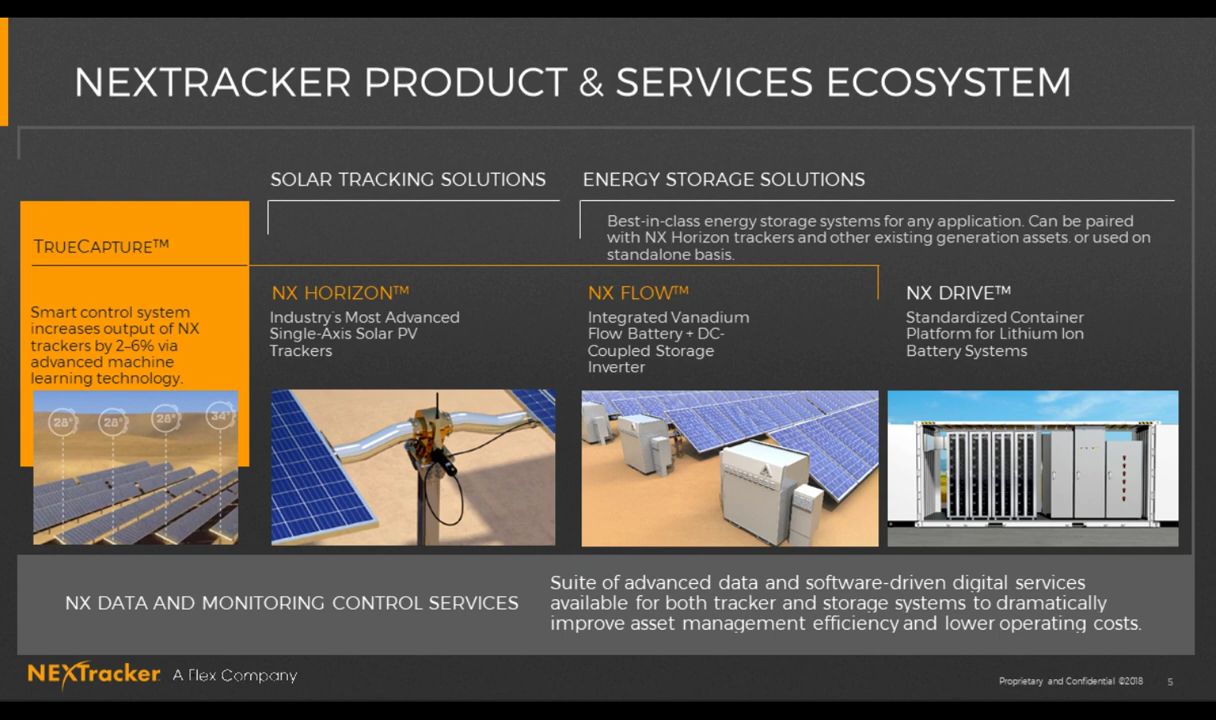 NEXTRACKER PRODUCT & SERVICES ECOSYSTEM
SOLAR TRACKING SOLUTIONS
ENERGY STORAGE SOLUTIONS
Best-in-class energy storage systems for any application. Can be paired
with NX Horizon trackers and other existing generation assets. or used on
standalone basis.
TRUECAPTURE™
Smart control system
increases output of NX
trackers by 2–6% via
advanced machine
learning technology.
28°
28°
28°
34°
NX HORIZON™
Industry's Most Advanced
Single-Axis Solar PV
Trackers
NX FLOW™
Integrated Vanadium
Flow Battery + DC-
Coupled Storage
Inverter
NX DRIVE™
Standardized Container
Platform for Lithium Ion
Battery Systems
NX DATA AND MONITORING CONTROL SERVICES
Suite of advanced data and software-driven digital services
available for both tracker and storage systems to dramatically
improve asset management efficiency and lower operating costs.
NEXTracker A Flex Company
Proprietary and Confidential ©2018
5